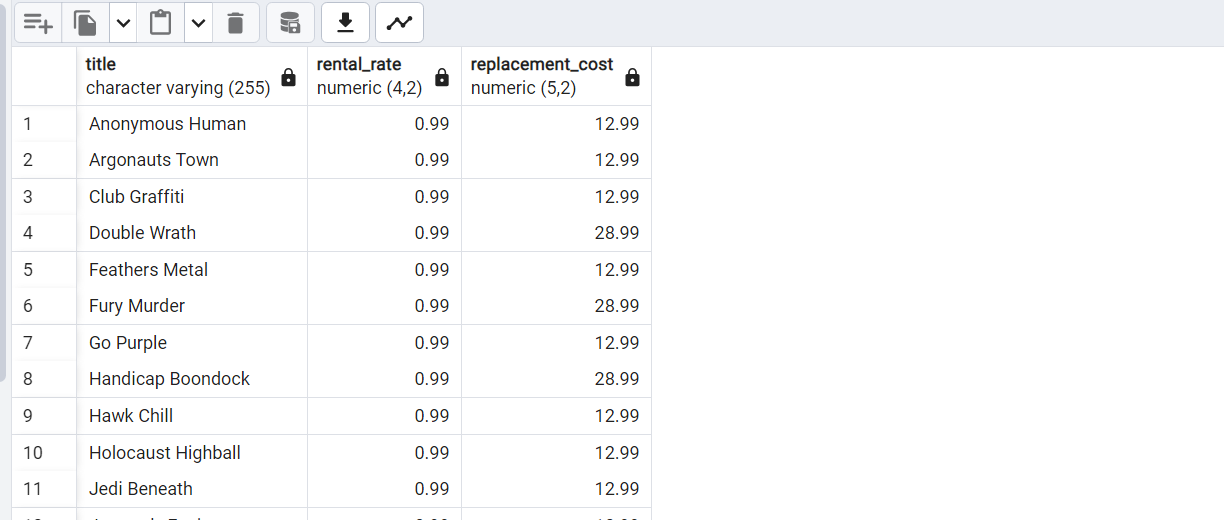 title rental_rate replacement_cost
character varying (255) numeric (4,2) numeric (5,2)
1 Anonymous Human 0.99 12.99
2 Argonauts Town 0.99 12.99
3 Club Graffiti 0.99 12.99
4 Double Wrath 0.99 28.99
5 Feathers Metal 0.99 12.99
6 Fury Murder 0.99 28.99
7 Go Purple 0.99 12.99
8 Handicap Boondock 0.99 28.99
9 Hawk Chill 0.99 12.99
10 Holocaust Highball 0.99 12.99
11 Jedi Beneath 0.99 12.99